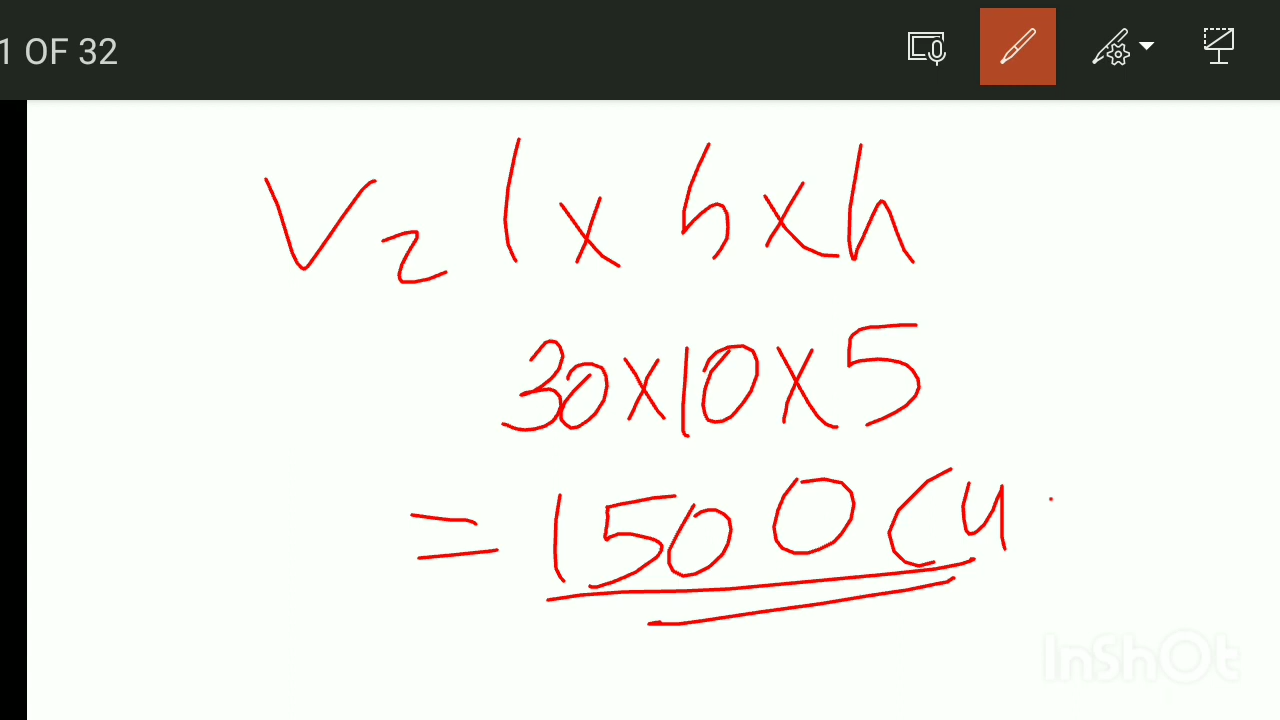 1 OF 32
V = l x b x h
30 x 10 x 5
= 1500 Cu
InShOt